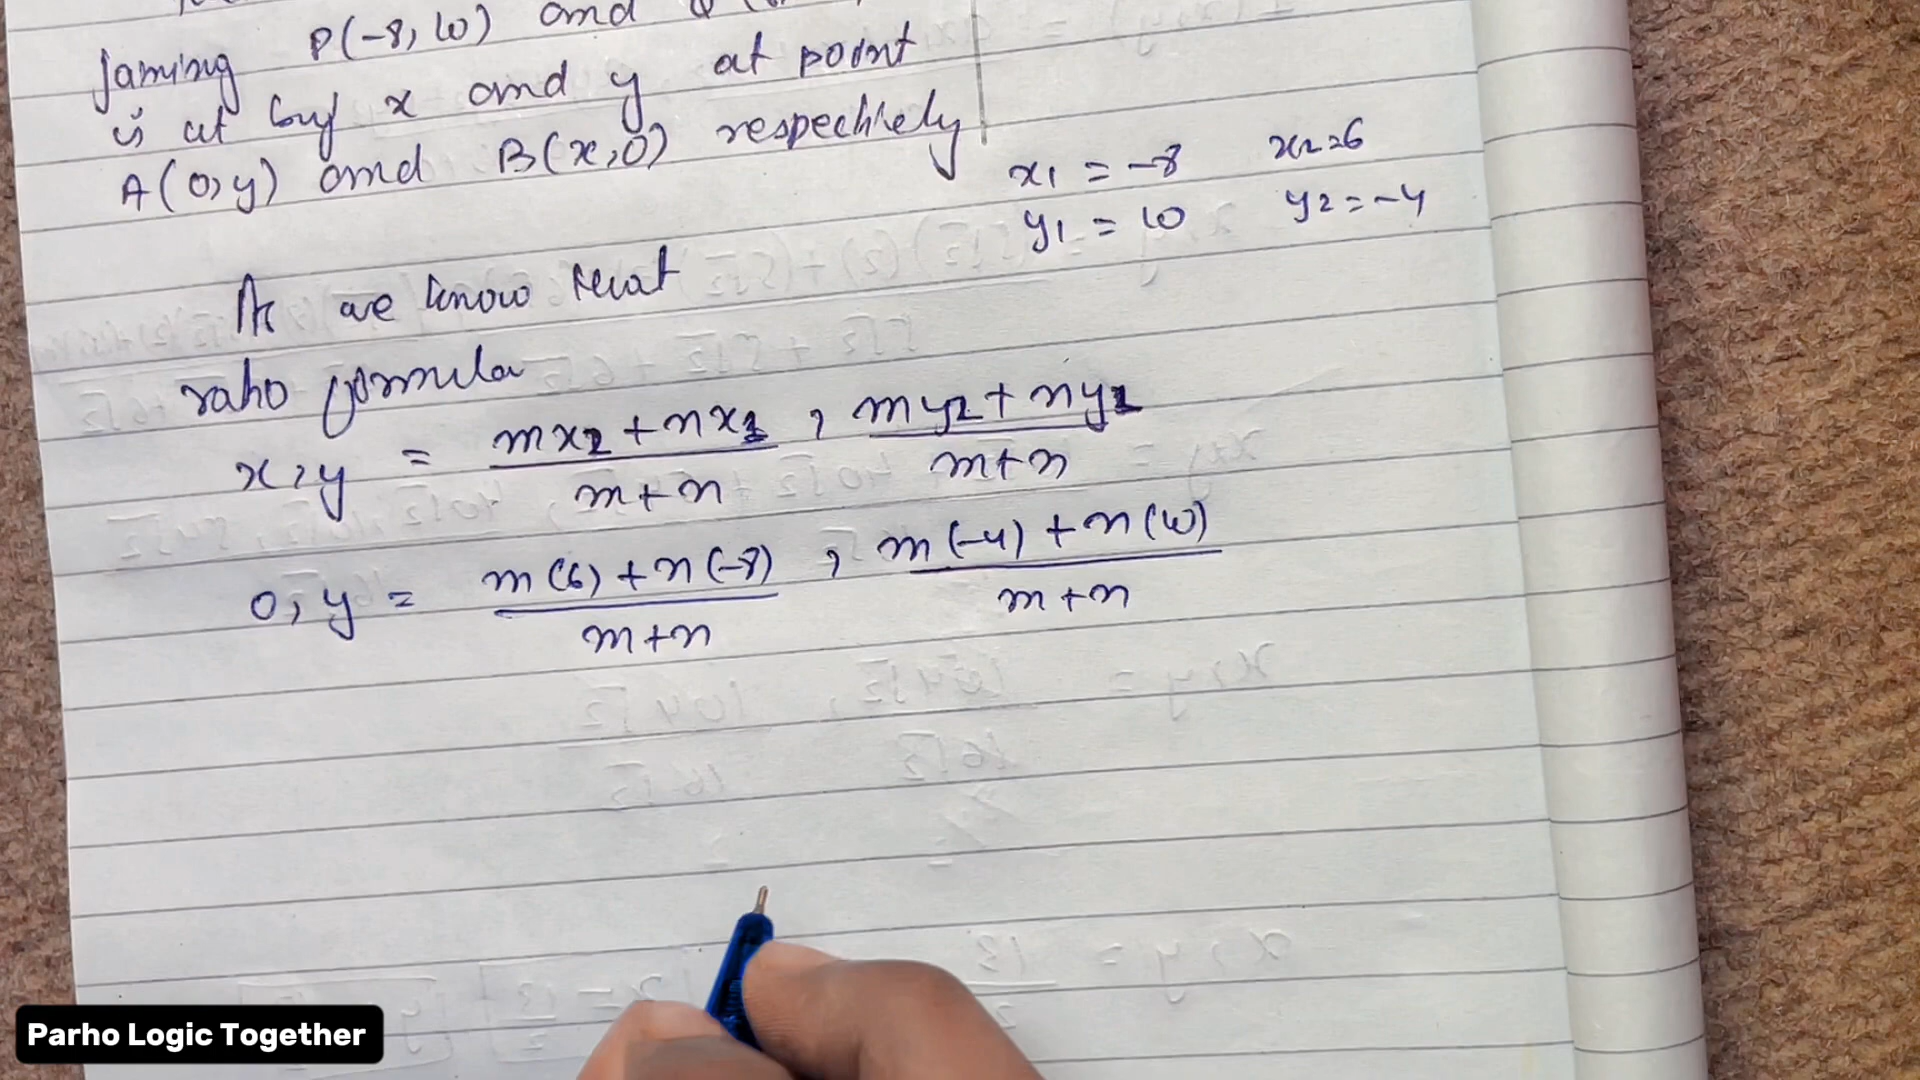 joining P(-8, 10) and Q
is cut by x and y at point
A(0, y) and B(x, 0) respectively
x1 = -8 x2 = 6
y1 = 10 y2 = -4
As we know that
ratio formula
x, y = mx2 + nx1 / m+n , my2 + ny1 / m+n
0, y = m(6) + n(-8) / m+n , m(-4) + n(10) / m+n
Parho Logic Together